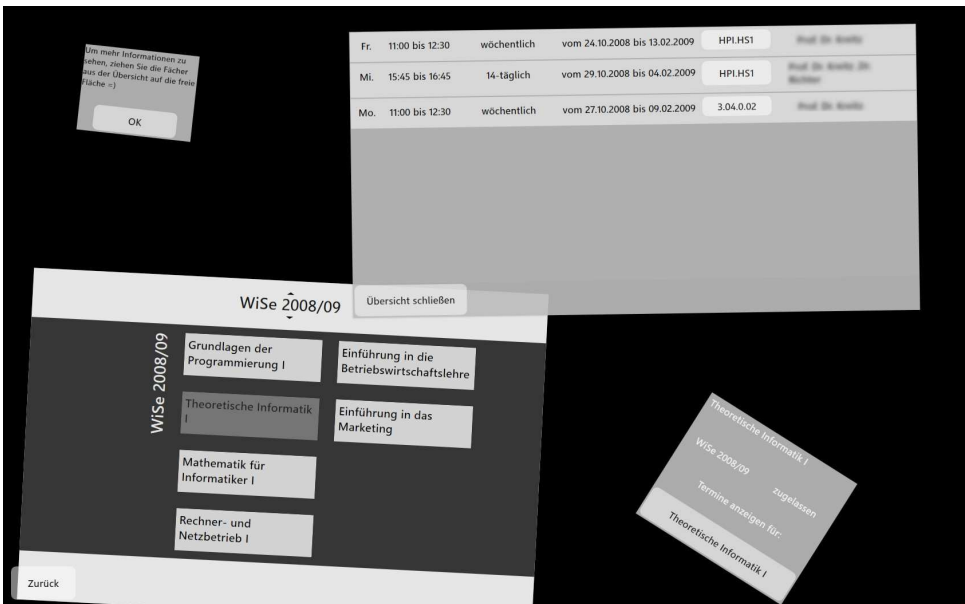 Um mehr Informationen zu
sehen, ziehen Sie die Fächer
aus der Übersicht auf die freie
Fläche =)
OK
Fr. 11:00 bis 12:30 wöchentlich vom 24.10.2008 bis 13.02.2009 HPI.HS1
Mi. 15:45 bis 16:45 14-täglich vom 29.10.2008 bis 04.02.2009 HPI.HS1
Mo. 11:00 bis 12:30 wöchentlich vom 27.10.2008 bis 09.02.2009 3.04.0.02
Übersicht schließen
WiSe 2008/09
WiSe 2008/09
Grundlagen der
Programmierung I
Einführung in die
Betriebswirtschaftslehre
Theoretische Informatik
I
Einführung in das
Marketing
Mathematik für
Informatiker I
Rechner- und
Netzbetrieb I
Zurück
Theoretische Informatik I
WiSe 2008/09 zugelassen
Termine anzeigen für:
Theoretische Informatik I